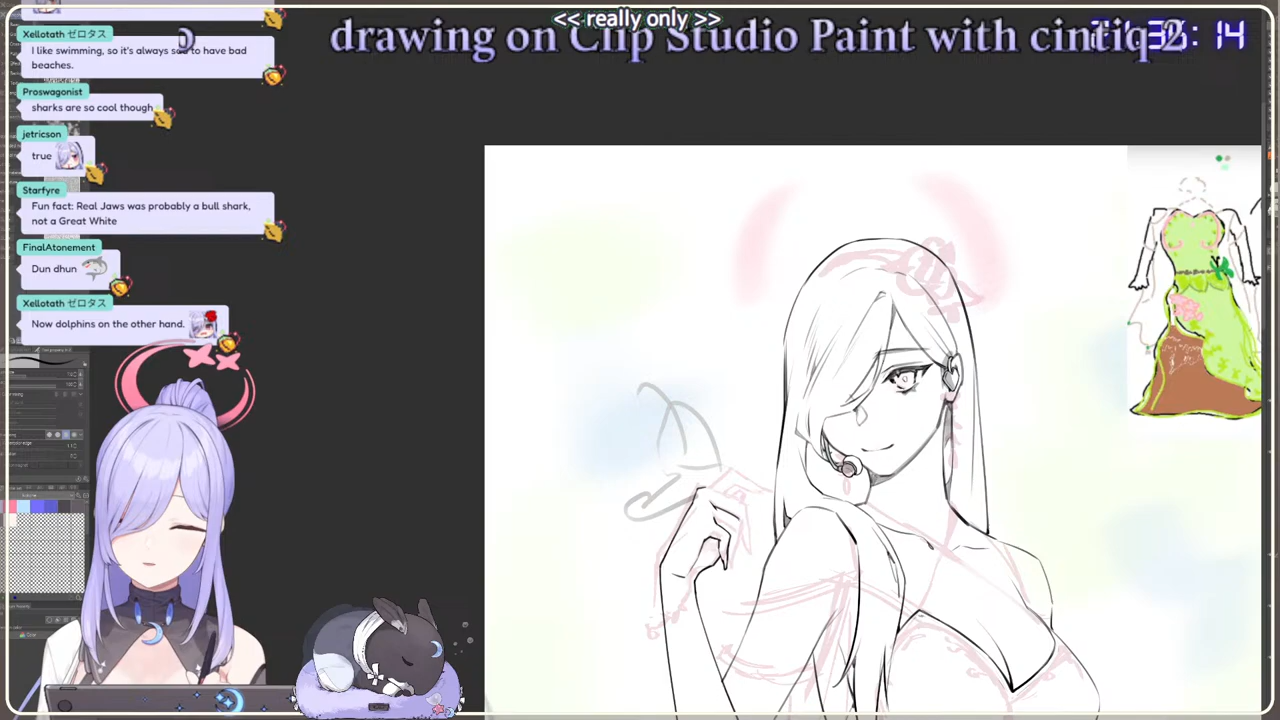 << really only >>
drawing on Clip Studio Paint with cintiq 2
36: 14
Xellotath ゼロタス
I like swimming, so it's always sad to have bad
beaches.
Proswagonist
sharks are so cool though
jetricson
true
Starfyre
Fun fact: Real Jaws was probably a bull shark,
not a Great White
FinalAtonement
Dun dhun
Xellotath ゼロタス
Now dolphins on the other hand.